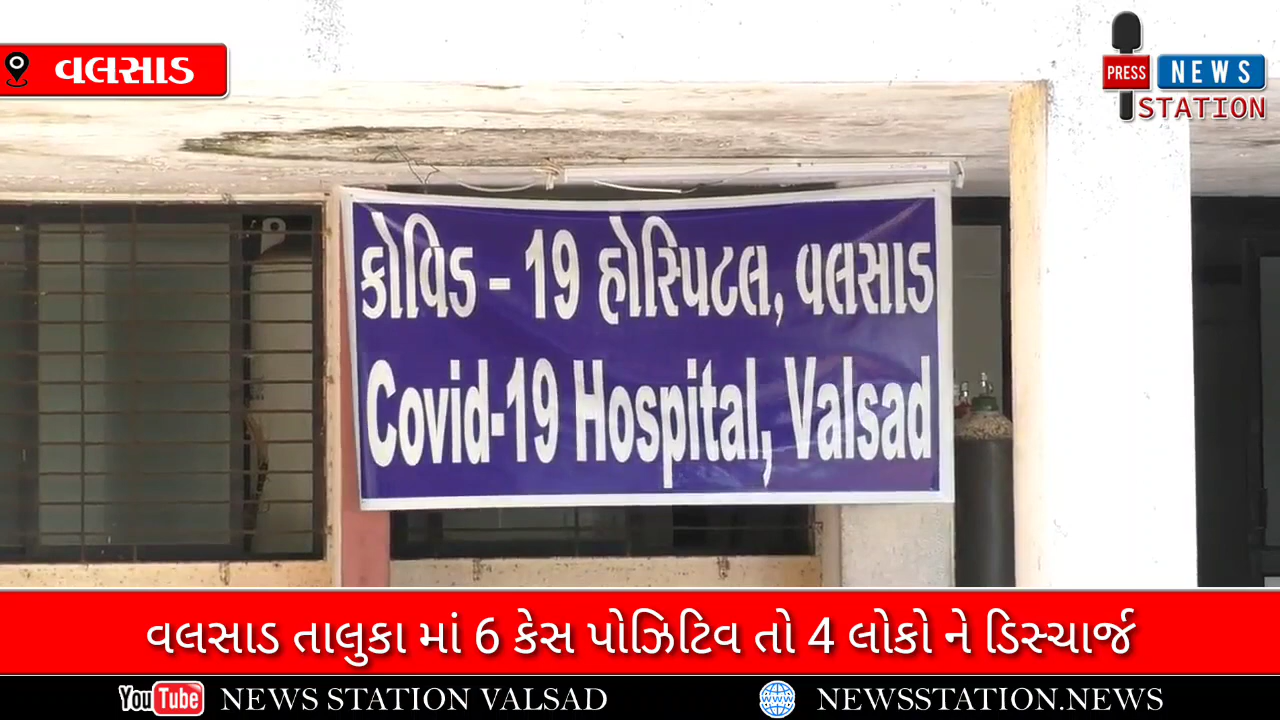 વલસાડ
PRESS NEWS
STATION
કોવિડ - 19 હોસ્પિટલ, વલસાડ
Covid-19 Hospital, Valsad
વલસાડ તાલુકા માં 6 કેસ પોઝિટિવ તો 4 લોકો ને ડિસ્ચાર્જ
YouTube NEWS STATION VALSAD NEWSSTATION.NEWS